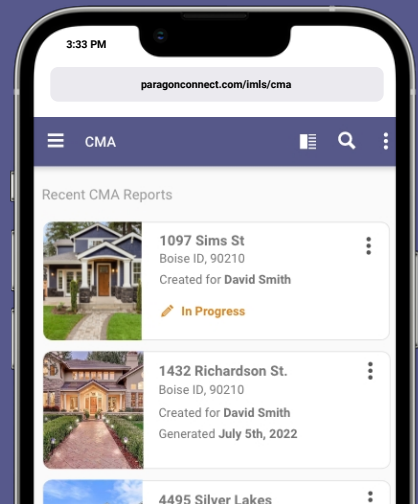 3:33 PM
paragonconnect.com/imls/cma
CMA
Recent CMA Reports
1097 Sims St
Boise ID, 90210
Created for David Smith
In Progress
1432 Richardson St.
Boise ID, 90210
Created for David Smith
Generated July 5th, 2022
4495 Silver Lakes